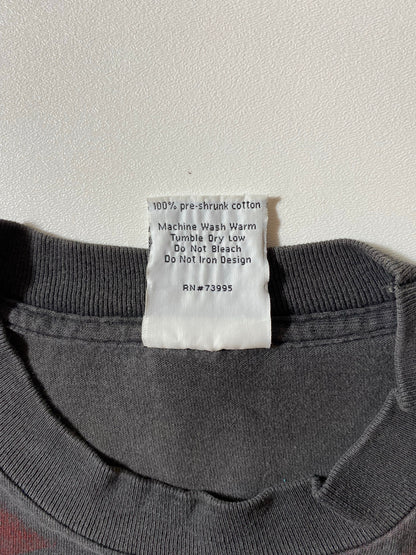 100% pre-shrunk cotton
Machine Wash Warm
Tumble Dry Low
Do Not Bleach
Do Not Iron Design
RN#73995